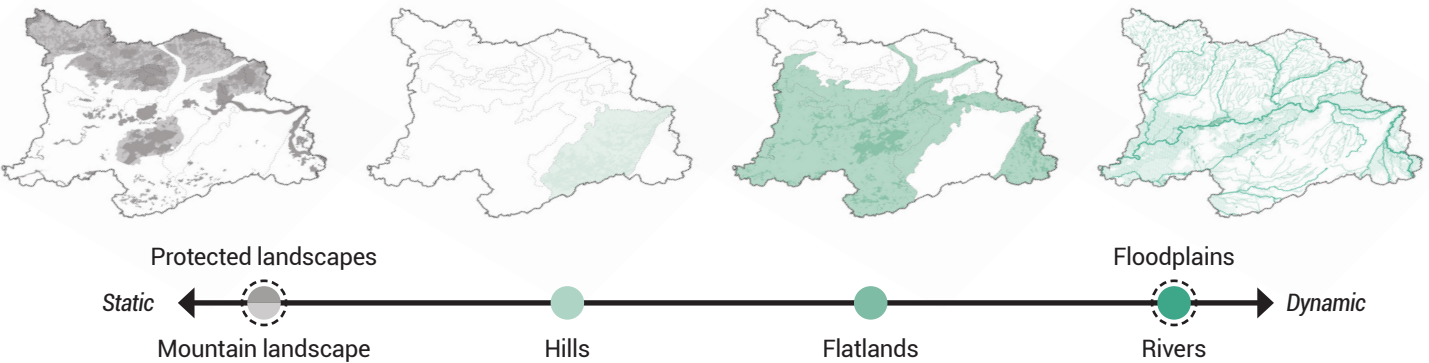 Protected landscapes
Floodplains
Static
Dynamic
Mountain landscape
Hills
Flatlands
Rivers